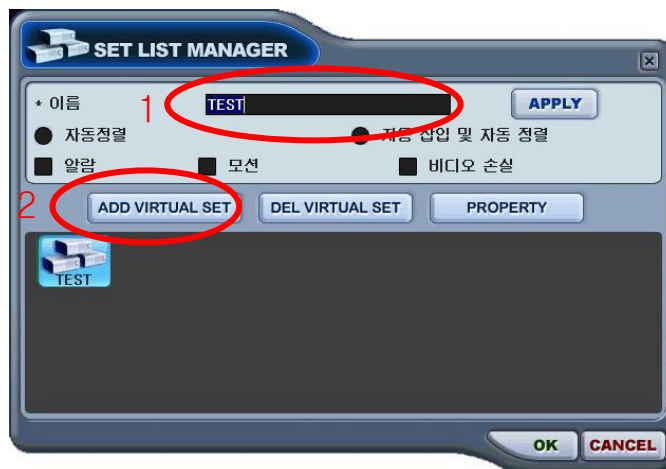 SET LIST MANAGER
* 이름 1 TEST APPLY
자동정렬 자동 삽입 및 자동 정렬
알람 모션 비디오 손실
2 ADD VIRTUAL SET DEL VIRTUAL SET PROPERTY
TEST
OK CANCEL